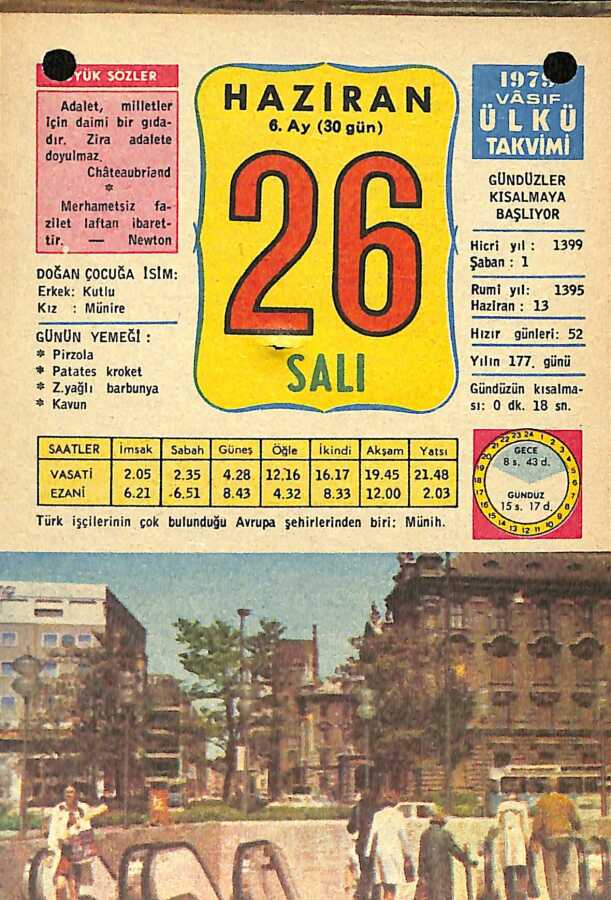 YÜK SÖZLER
Adalet, milletler
için daimi bir gıda-
dır. Zira adalete
doyulmaz.
Châteaubriand
*
Merhametsiz fa-
zilet laftan ibaret-
tir. — Newton
DOĞAN ÇOCUĞA İSİM:
Erkek: Kutlu
Kız : Münire
GÜNÜN YEMEĞİ :
* Pirzola
* Patates kroket
* Z.yağlı barbunya
* Kavun
HAZİRAN
6. Ay (30 gün)
26
SALI
1979
VÂSIF
ÜLKÜ
TAKVİMİ
GÜNDÜZLER
KISALMAYA
BAŞLIYOR
Hicri yıl : 1399
Şaban : 1
Rumi yıl: 1395
Haziran : 13
Hızır günleri: 52
Yılın 177. günü
Gündüzün kısalma-
sı: 0 dk. 18 sn.
SAATLER İmsak Sabah Güneş Öğle İkindi Akşam Yatsı
VASATİ 2.05 2.35 4.28 12.16 16.17 19.45 21.48
EZANİ 6.21 6.51 8.43 4.32 8.33 12.00 2.03
GECE
8 s. 43 d.
GÜNDÜZ
15 s. 17 d.
Türk işçilerinin çok bulunduğu Avrupa şehirlerinden biri: Münih.